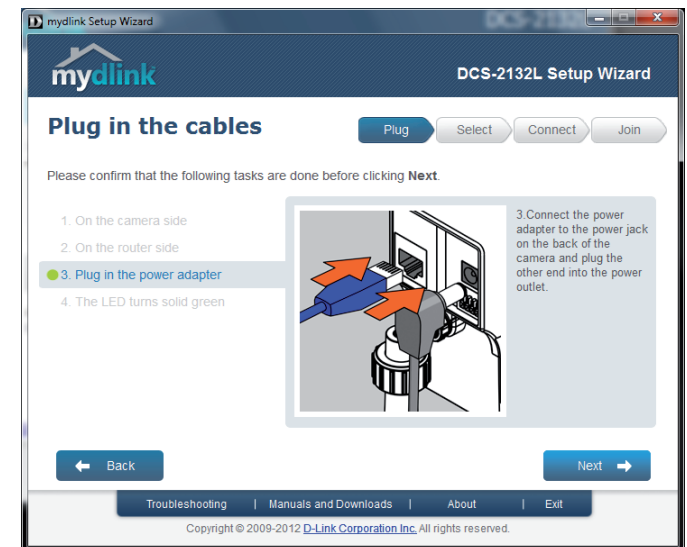 mydlink Setup Wizard
mydlink
DCS-2132L Setup Wizard
Plug in the cables
Plug
Select
Connect
Join
Please confirm that the following tasks are done before clicking Next.
1. On the camera side
2. On the router side
3. Plug in the power adapter
4. The LED turns solid green
3.Connect the power
adapter to the power jack
on the back of the
camera and plug the
other end into the power
outlet.
Back
Next
Troubleshooting | Manuals and Downloads | About | Exit
Copyright © 2009-2012 D-Link Corporation Inc. All rights reserved.